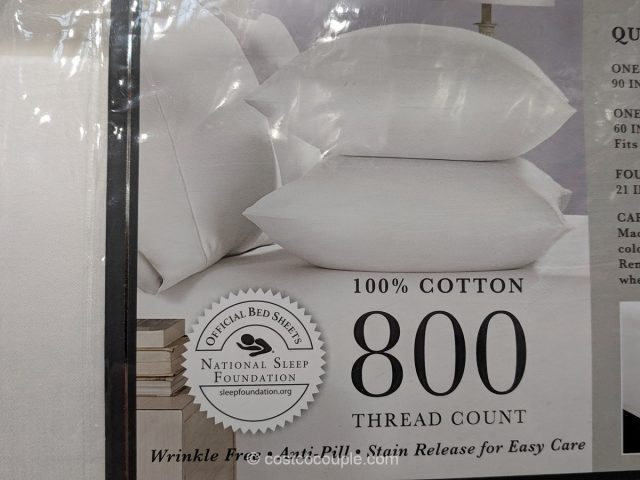 100% COTTON
800
THREAD COUNT
Wrinkle Free • Anti-Pill • Stain Release for Easy Care
OFFICIAL BED SHEETS
NATIONAL SLEEP
FOUNDATION
sleepfoundation.org
QU
ONE
90 IN
ONE
60 IN
Fits
FOU
21 I
CAR
Mac
colo
Ren
whe
© costcocouple.com